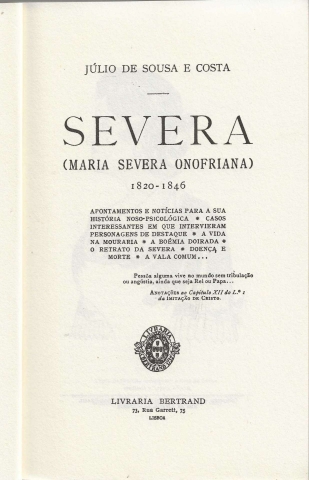 JÚLIO DE SOUSA E COSTA
SEVERA
(MARIA SEVERA ONOFRIANA)
1820-1846
APONTAMENTOS E NOTÍCIAS PARA A SUA
HISTÓRIA NOSO-PSICOLÓGICA * CASOS
INTERESSANTES EM QUE INTERVIERAM
PERSONAGENS DE DESTAQUE * A VIDA
NA MOURARIA * A BOÉMIA DOIRADA *
O RETRATO DA SEVERA * DOENÇA E
MORTE * A VALA COMUM...
Pessôa alguma vive no mundo sem tribulação
ou angústia, ainda que seja Rei ou Papa...
ANOTAÇÕES ao Capítulo XII do L.º 1
da IMITAÇÃO DE CRISTO.
LIVRARIA BERTRAND
73, Rua Garrett, 75
LISBOA